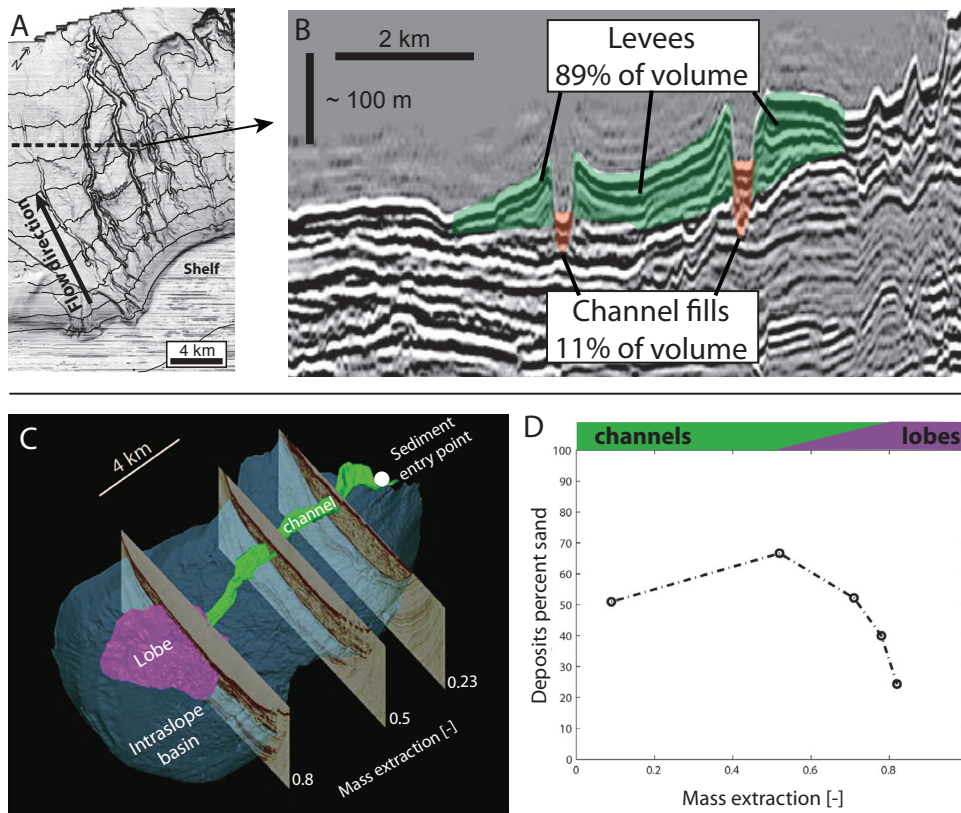 A
N
Flow direction
Shelf
4 km
B
2 km
~ 100 m
Levees
89% of volume
Channel fills
11% of volume
C
4 km
Sediment
entry point
channel
Lobe
Intraslope
basin
0.23
0.5
0.8
Mass extraction [-]
D
channels
lobes
100
90
80
70
60
50
40
30
20
10
0
Deposits percent sand
0
0.2
0.4
0.6
0.8
Mass extraction [-]